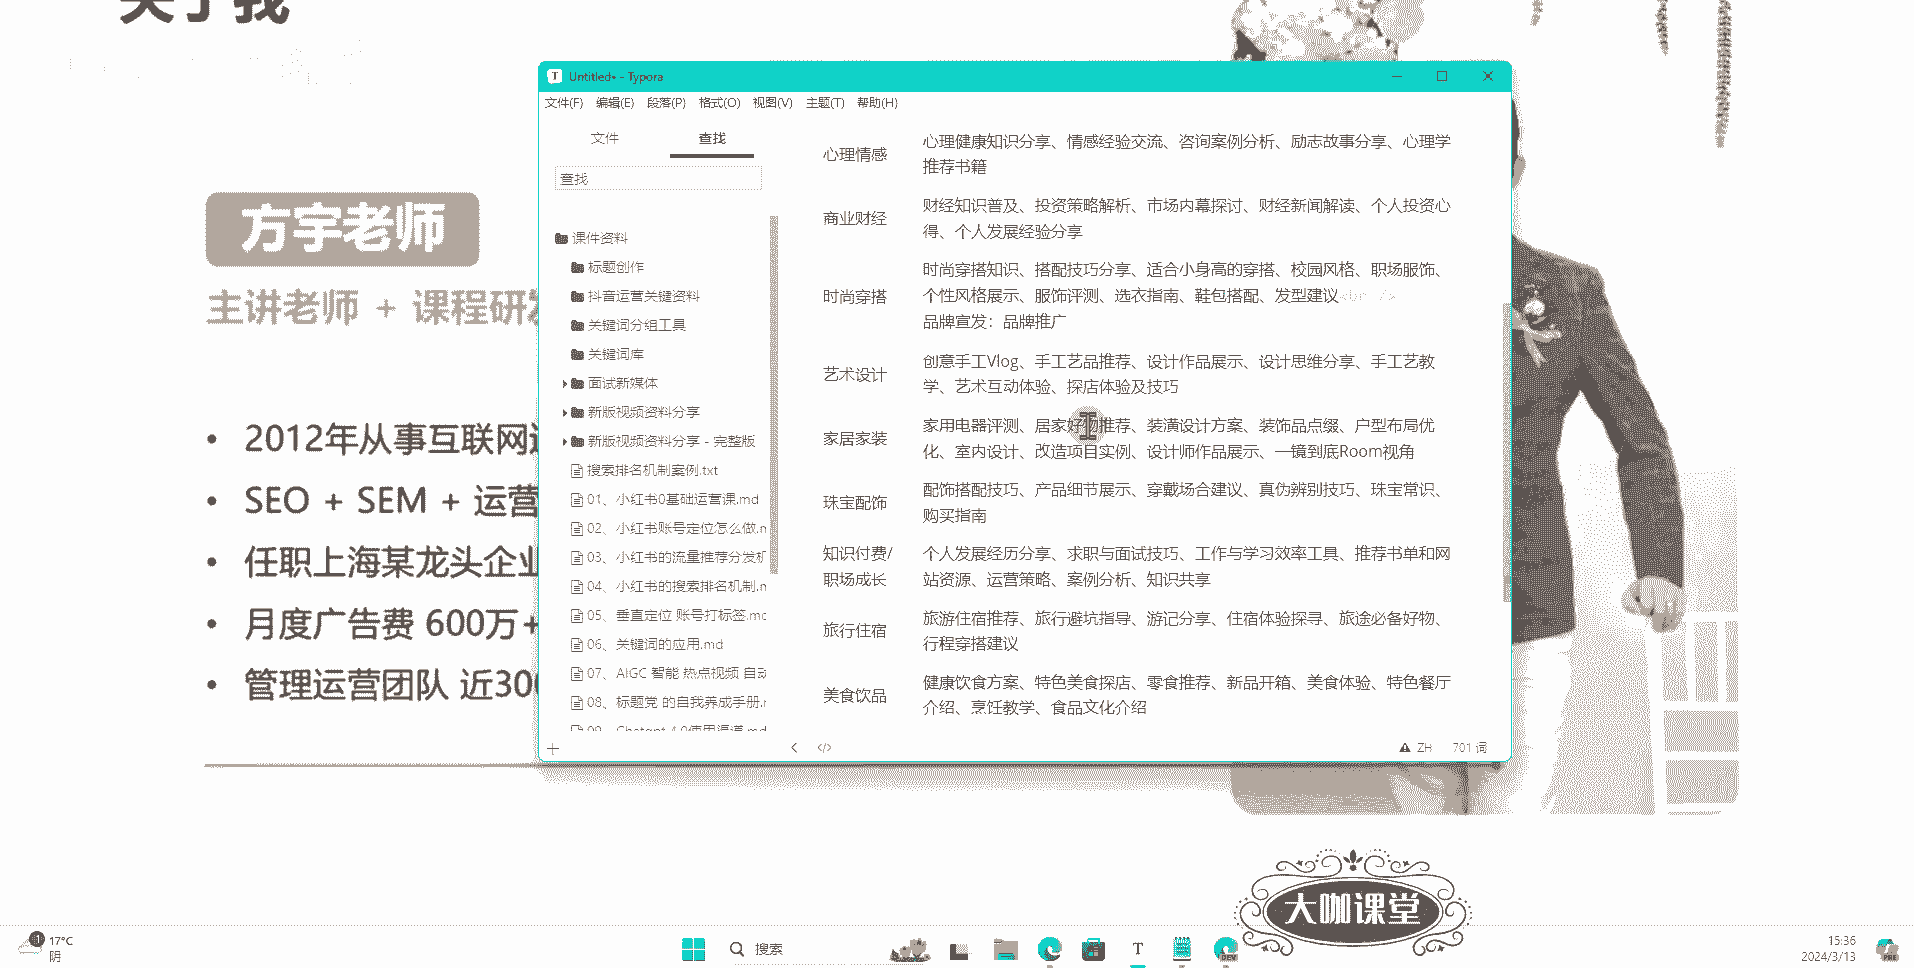 关于我
方宇老师
主讲老师 + 课程研发
2012年从事互联网
SEO + SEM + 运营
任职上海某龙头企业
月度广告费 600万+
管理运营团队 近30
Untitled• - Typora
文件(F) 编辑(E) 段落(P) 格式(O) 视图(V) 主题(T) 帮助(H)
文件 查找
查找
课件资料
标题创作
抖音运营关键资料
关键词分组工具
关键词库
面试新媒体
新版视频资料分享
新版视频资料分享 - 完整版
搜索排名机制案例.txt
01、小红书0基础运营课.md
02、小红书账号定位怎么做.m
03、小红书的流量推荐分发机
04、小红书的搜索排名机制.m
05、垂直定位 账号打标签.md
06、关键词的应用.md
07、AIGC 智能 热点视频 自动
08、标题党 的自我养成手册.r
09、Chatgpt 4.0使用渠道.md
心理情感
心理健康知识分享、情感经验交流、咨询案例分析、励志故事分享、心理学
推荐书籍
商业财经
财经知识普及、投资策略解析、市场内幕探讨、财经新闻解读、个人投资心
得、个人发展经验分享
时尚穿搭
时尚穿搭知识、搭配技巧分享、适合小身高的穿搭、校园风格、职场服饰、
个性风格展示、服饰评测、选衣指南、鞋包搭配、发型建议<br />
品牌宣发：品牌推广
艺术设计
创意手工Vlog、手工艺品推荐、设计作品展示、设计思维分享、手工艺教
学、艺术互动体验、探店体验及技巧
家居家装
家用电器评测、居家好物推荐、装潢设计方案、装饰品点缀、户型布局优
化、室内设计、改造项目实例、设计师作品展示、一镜到底Room视角
珠宝配饰
配饰搭配技巧、产品细节展示、穿戴场合建议、真伪辨别技巧、珠宝常识、
购买指南
知识付费/
职场成长
个人发展经历分享、求职与面试技巧、工作与学习效率工具、推荐书单和网
站资源、运营策略、案例分析、知识共享
旅行住宿
旅游住宿推荐、旅行避坑指导、游记分享、住宿体验探寻、旅途必备好物、
行程穿搭建议
美食饮品
健康饮食方案、特色美食探店、零食推荐、新品开箱、美食体验、特色餐厅
介绍、烹饪教学、食品文化介绍
ZH 701 词
大咖课堂
1
17°C
阴
搜索
DEV
15:36
2024/3/13
PRE